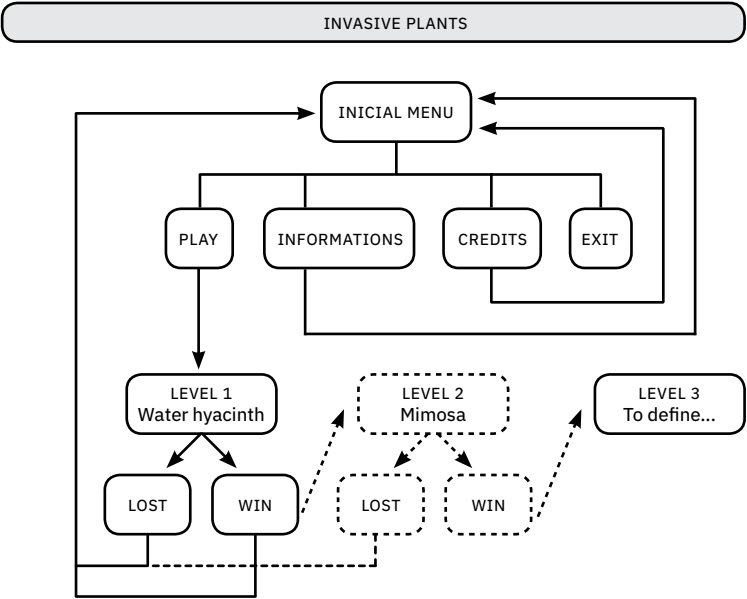 INVASIVE PLANTS
INICIAL MENU
PLAY
INFORMATIONS
CREDITS
EXIT
LEVEL 1
Water hyacinth
LEVEL 2
Mimosa
LEVEL 3
To define...
LOST
WIN
LOST
WIN